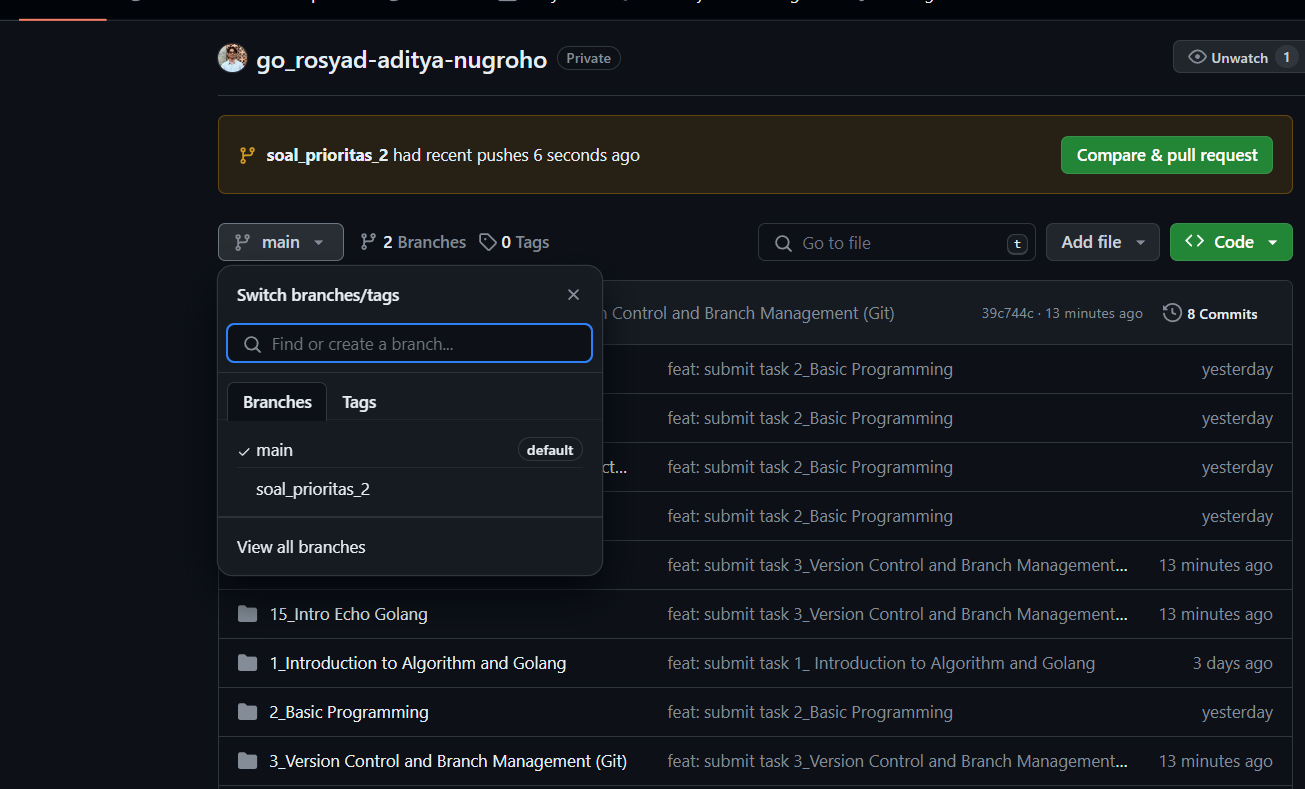 go_rosyad-aditya-nugroho Private
Unwatch 1
soal_prioritas_2 had recent pushes 6 seconds ago
Compare & pull request
main 2 Branches 0 Tags
Go to file t
Add file
Code
Switch branches/tags
Control and Branch Management (Git) 39c744c · 13 minutes ago 8 Commits
Find or create a branch...
feat: submit task 2_Basic Programming yesterday
Branches Tags
feat: submit task 2_Basic Programming yesterday
main default
ct... feat: submit task 2_Basic Programming yesterday
soal_prioritas_2
feat: submit task 2_Basic Programming yesterday
View all branches
feat: submit task 3_Version Control and Branch Management... 13 minutes ago
15_Intro Echo Golang feat: submit task 3_Version Control and Branch Management... 13 minutes ago
1_Introduction to Algorithm and Golang feat: submit task 1_ Introduction to Algorithm and Golang 3 days ago
2_Basic Programming feat: submit task 2_Basic Programming yesterday
3_Version Control and Branch Management (Git) feat: submit task 3_Version Control and Branch Management... 13 minutes ago